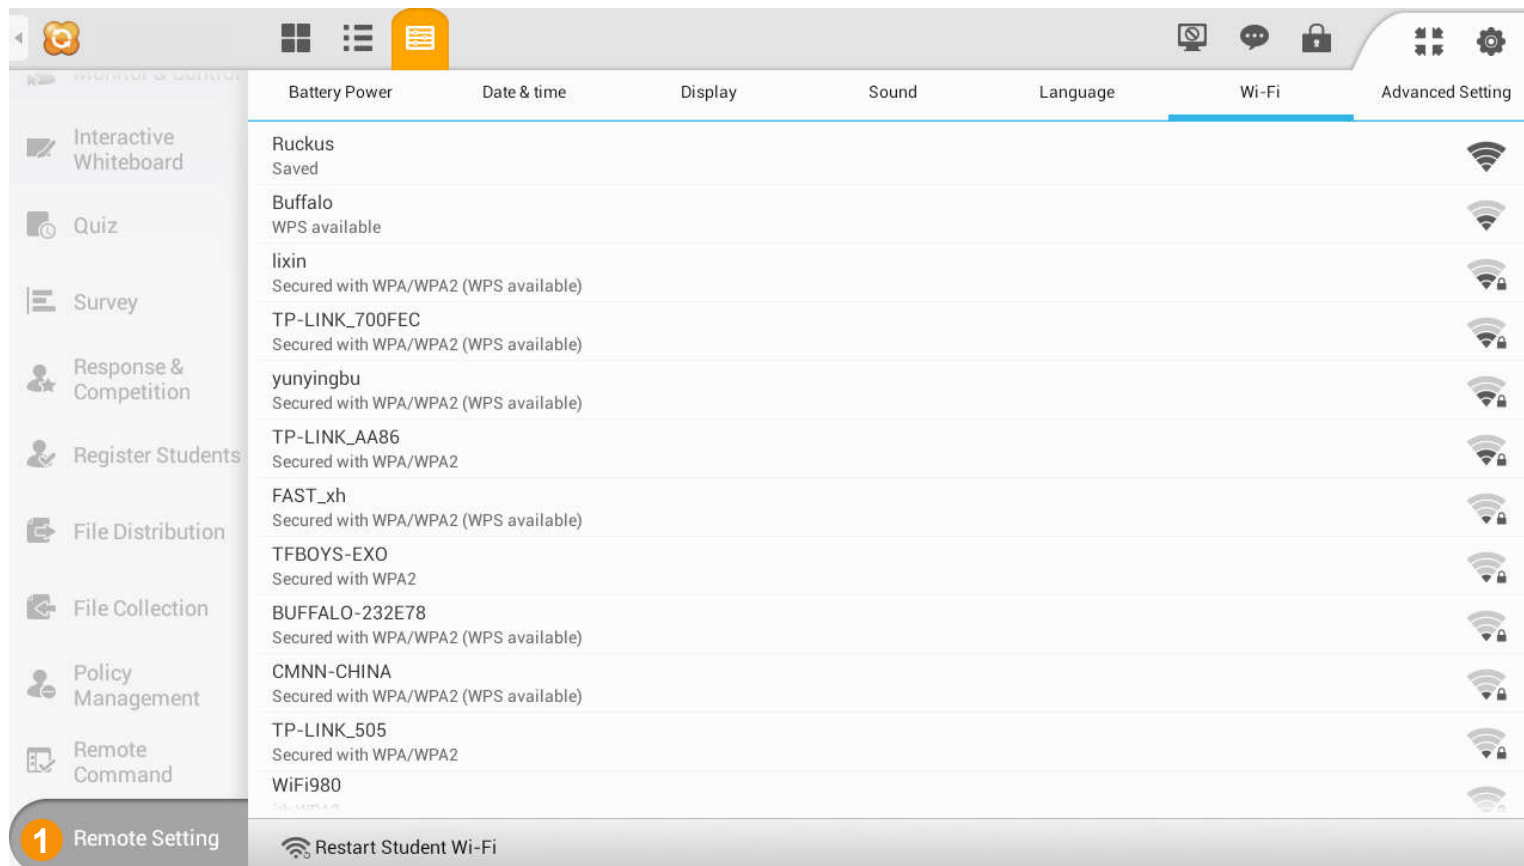 Monitor & Control
Interactive
Whiteboard
Quiz
Survey
Response &
Competition
Register Students
File Distribution
File Collection
Policy
Management
Remote
Command
1 Remote Setting
Battery Power Date & time Display Sound Language Wi-Fi Advanced Setting
Ruckus
Saved
Buffalo
WPS available
lixin
Secured with WPA/WPA2 (WPS available)
TP-LINK_700FEC
Secured with WPA/WPA2 (WPS available)
yunyingbu
Secured with WPA/WPA2 (WPS available)
TP-LINK_AA86
Secured with WPA/WPA2
FAST_xh
Secured with WPA/WPA2 (WPS available)
TFBOYS-EXO
Secured with WPA2
BUFFALO-232E78
Secured with WPA/WPA2 (WPS available)
CMNN-CHINA
Secured with WPA/WPA2 (WPS available)
TP-LINK_505
Secured with WPA/WPA2
WiFi980
Restart Student Wi-Fi